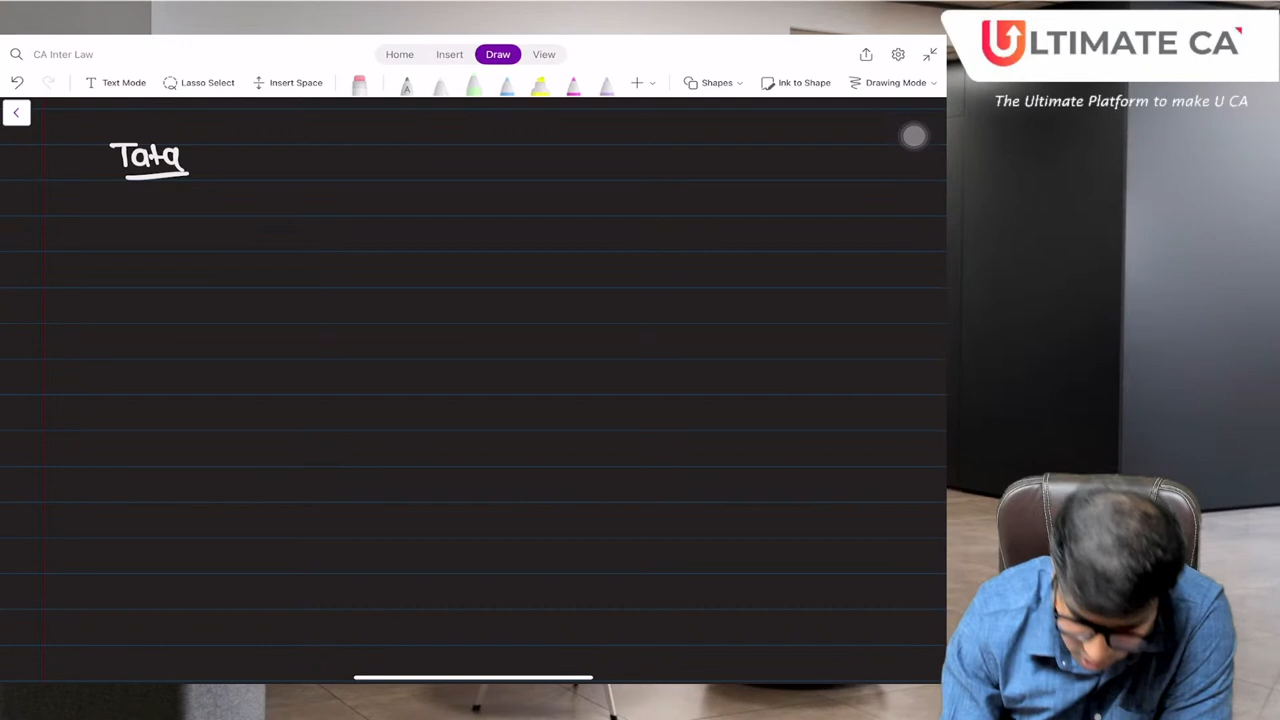 ULTIMATE CA
The Ultimate Platform to make U CA
CA Inter Law
Home Insert Draw View
Text Mode Lasso Select Insert Space Shapes Ink to Shape Drawing Mode
Tata